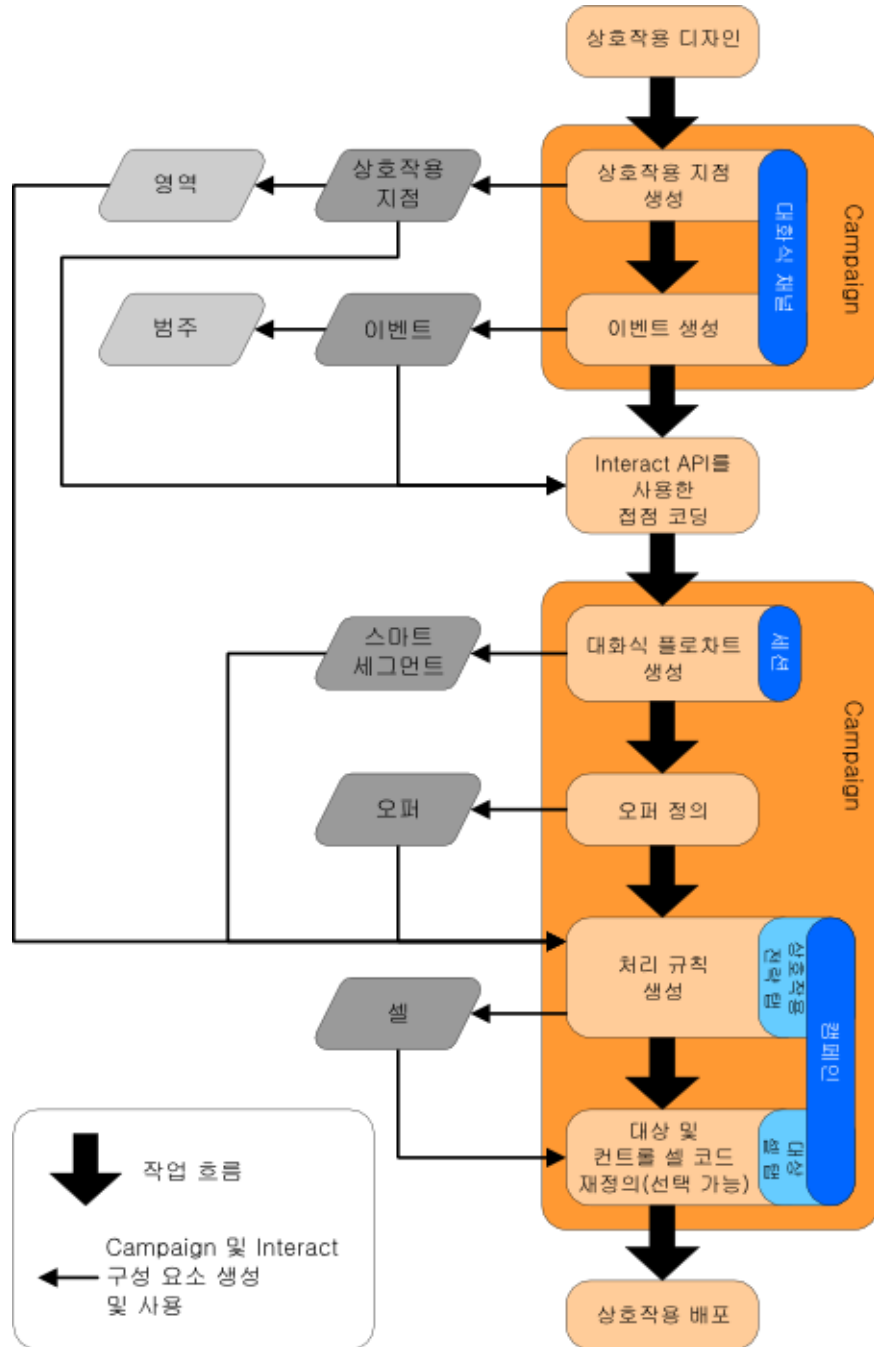 상호작용 디자인
영역
상호작용
지점
상호작용 지점
생성
대화식 채널
Campaign
범주
이벤트
이벤트 생성
Interact API를
사용한
접점 코딩
스마트
세그먼트
대화식 플로차트
생성
세션
Campaign
오퍼
오퍼 정의
처리 규칙
생성
상호작용
전략 탭
캠페인
셀
대상 및
컨트롤 셀 코드
재정의(선택 가능)
대상
셀 탭
작업 흐름
Campaign 및 Interact
구성 요소 생성
및 사용
상호작용 배포